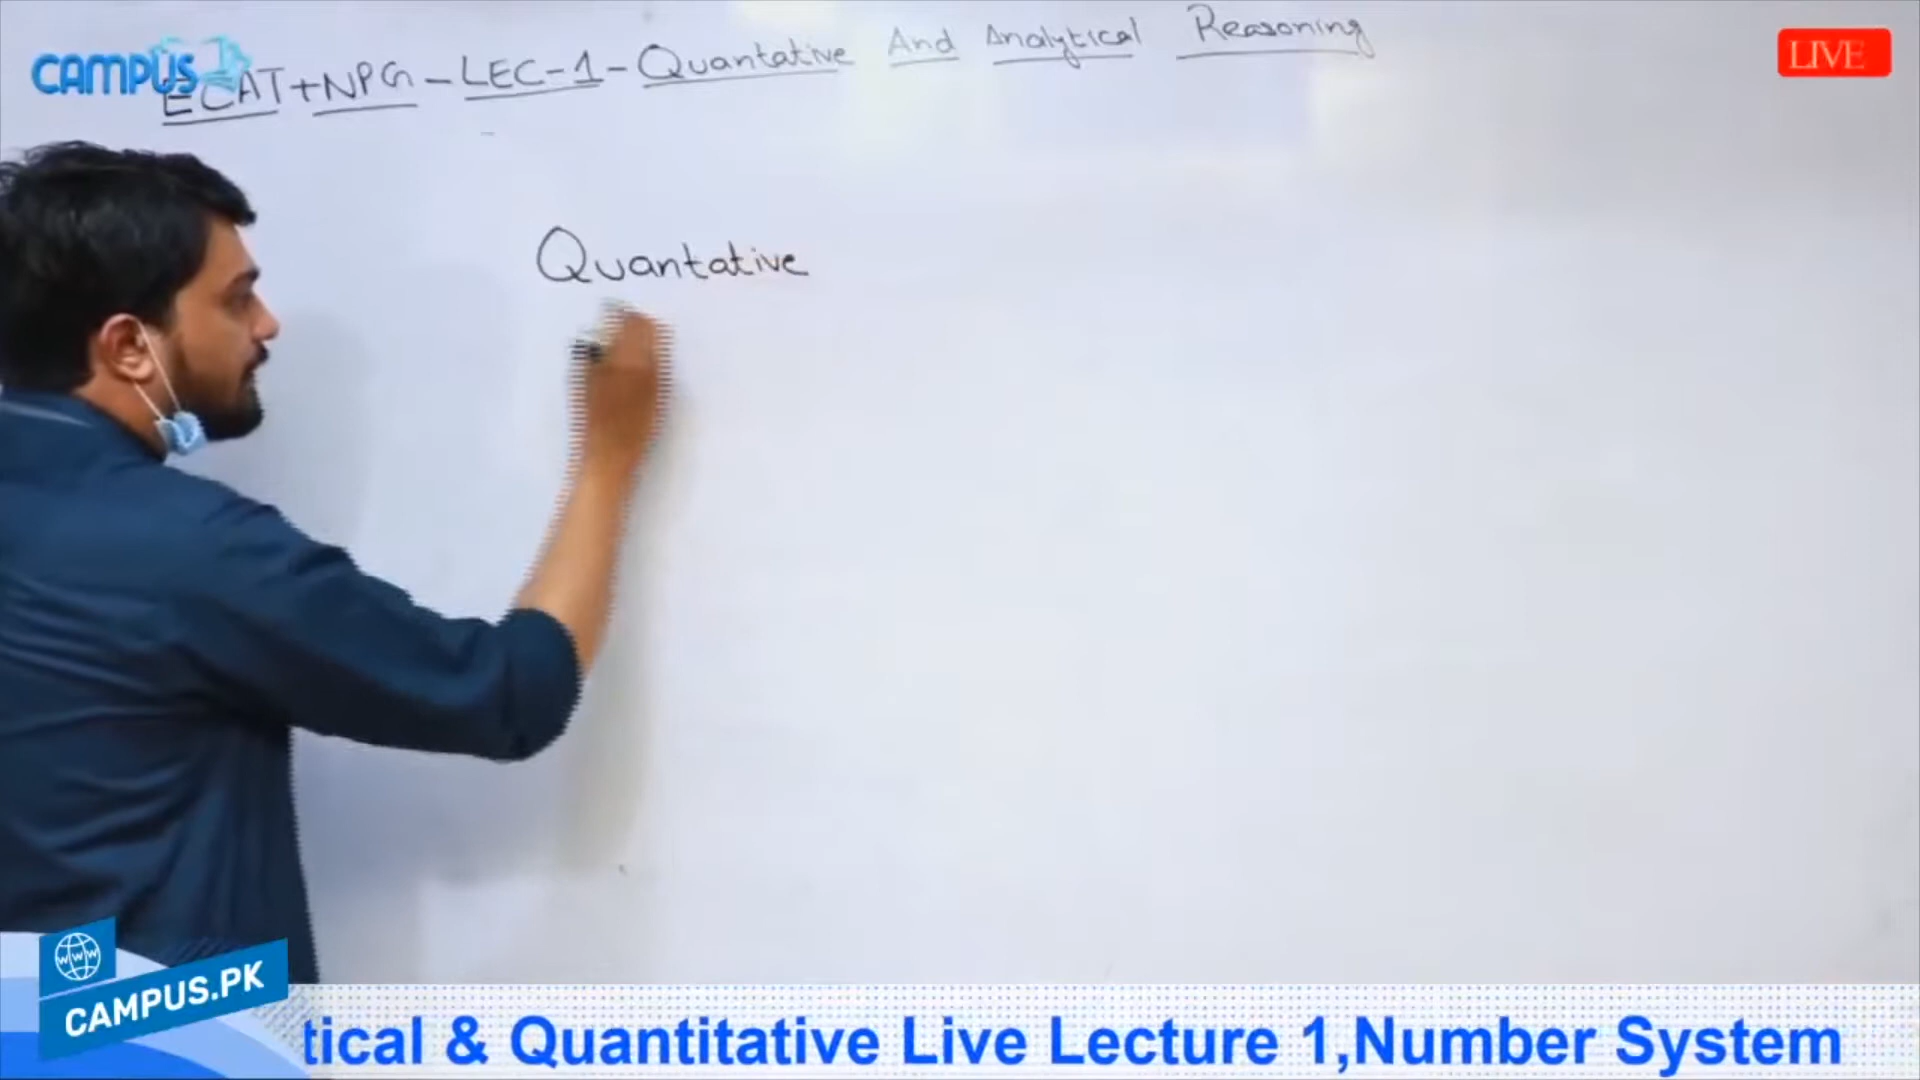 CAMPUS
ECAT+NPG-LEC-1-Quantative And Analytical Reasoning
LIVE
Quantative
www
CAMPUS.PK
tical & Quantitative Live Lecture 1,Number System